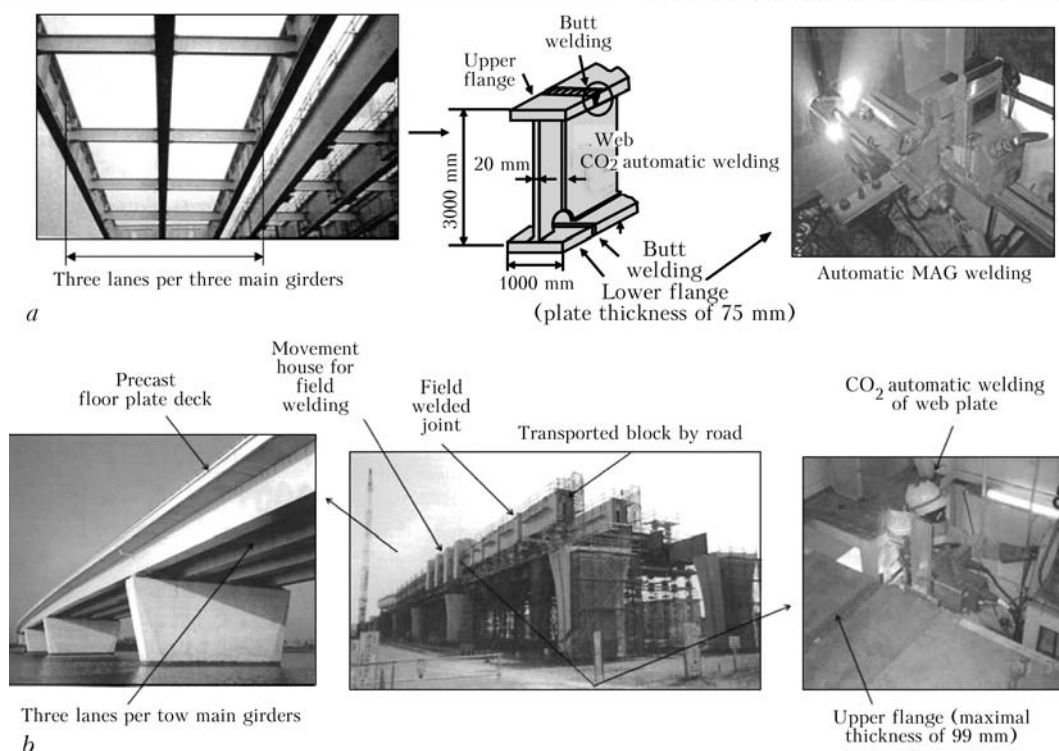 Butt
welding
Upper
flange
Web
CO2 automatic welding
20 mm
3000 mm
1000 mm
Butt
welding
Lower flange
(plate thickness of 75 mm)
Three lanes per three main girders
Automatic MAG welding
a
Precast
floor plate deck
Movement
house for
field
welding
Field
welded
joint
Transported block by road
CO2 automatic welding
of web plate
Three lanes per tow main girders
Upper flange (maximal
thickness of 99 mm)
b